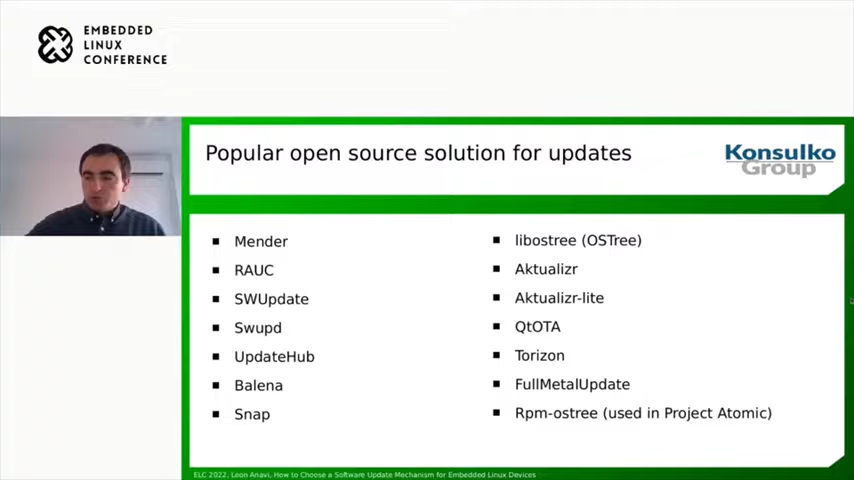 EMBEDDED
LINUX
CONFERENCE
Popular open source solution for updates
Konsulko
Group
Mender
RAUC
SWUpdate
Swupd
UpdateHub
Balena
Snap
libostree (OSTree)
Aktualizr
Aktualizr-lite
QtOTA
Torizon
FullMetalUpdate
Rpm-ostree (used in Project Atomic)
ELC 2022, Leon Anavi, How to Choose a Software Update Mechanism for Embedded Linux Devices